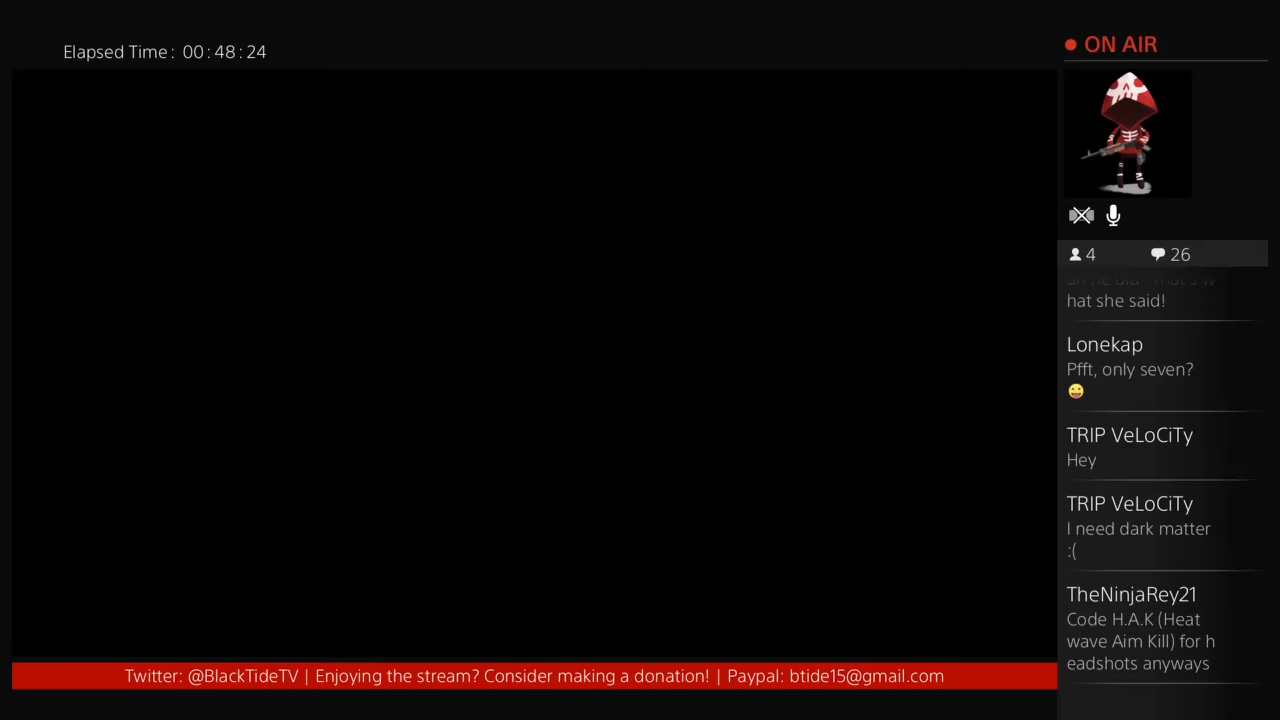 Elapsed Time: 00:48:24
ON AIR
4 26
hat she said!
Lonekap
Pfft, only seven?
😛
TRIP VeLoCiTy
Hey
TRIP VeLoCiTy
I need dark matter
:(
TheNinjaRey21
Code H.A.K (Heat
wave Aim Kill) for h
eadshots anyways
Twitter: @BlackTideTV | Enjoying the stream? Consider making a donation! | Paypal: btide15@gmail.com